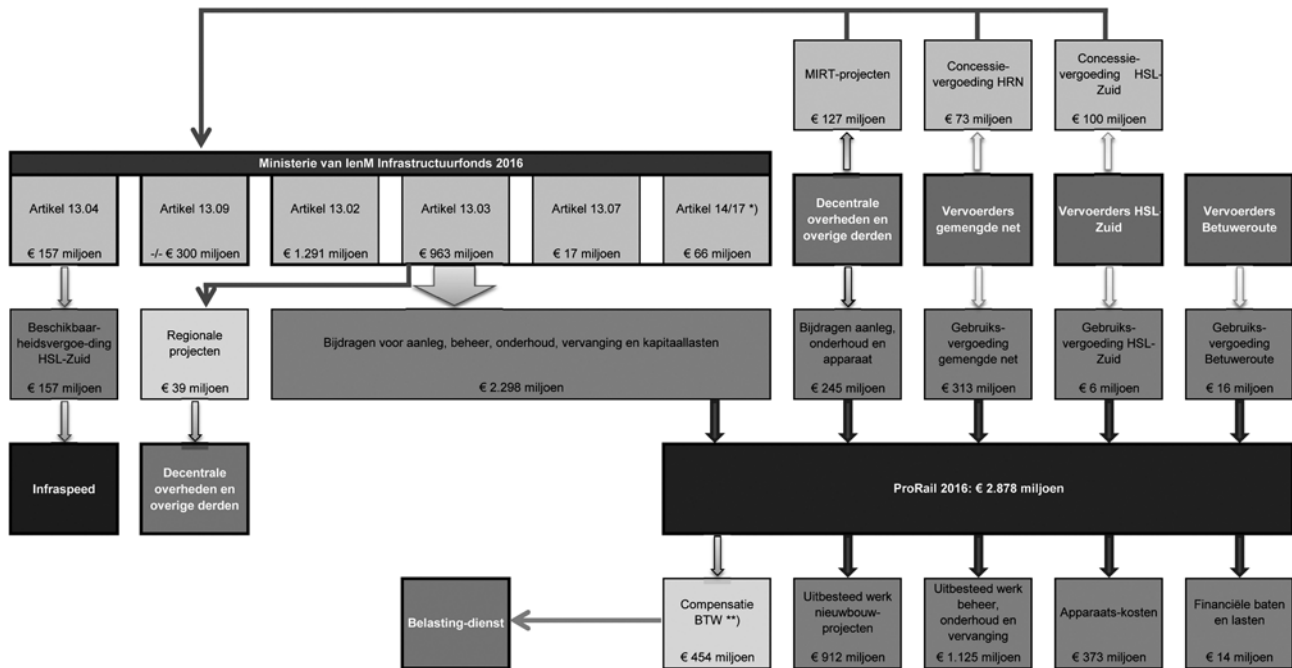 MIRT-projecten
€ 127 miljoen
Concessie-
vergoeding HRN
€ 73 miljoen
Concessie-
vergoeding HSL-
Zuid
€ 100 miljoen
Ministerie van IenM Infrastructuurfonds 2016
Artikel 13.04
€ 157 miljoen
Artikel 13.09
-/- € 300 miljoen
Artikel 13.02
€ 1.291 miljoen
Artikel 13.03
€ 963 miljoen
Artikel 13.07
€ 17 miljoen
Artikel 14/17 *)
€ 66 miljoen
Decentrale
overheden en
overige derden
Vervoerders
gemengde net
Vervoerders HSL-
Zuid
Vervoerders
Betuweroute
Beschikbaar-
heidsvergoe-ding
HSL-Zuid
€ 157 miljoen
Regionale
projecten
€ 39 miljoen
Bijdragen voor aanleg, beheer, onderhoud, vervanging en kapitaallasten
€ 2.298 miljoen
Bijdragen aanleg,
onderhoud en
apparaat
€ 245 miljoen
Gebruiks-
vergoeding
gemengde net
€ 313 miljoen
Gebruiks-
vergoeding HSL-
Zuid
€ 6 miljoen
Gebruiks-
vergoeding
Betuweroute
€ 16 miljoen
Infraspeed
Decentrale
overheden en
overige derden
ProRail 2016: € 2.878 miljoen
Belasting-dienst
Compensatie
BTW **)
€ 454 miljoen
Uitbesteed werk
nieuwbouw-
projecten
€ 912 miljoen
Uitbesteed werk
beheer,
onderhoud en
vervanging
€ 1.125 miljoen
Apparaats-kosten
€ 373 miljoen
Financiële baten
en lasten
€ 14 miljoen